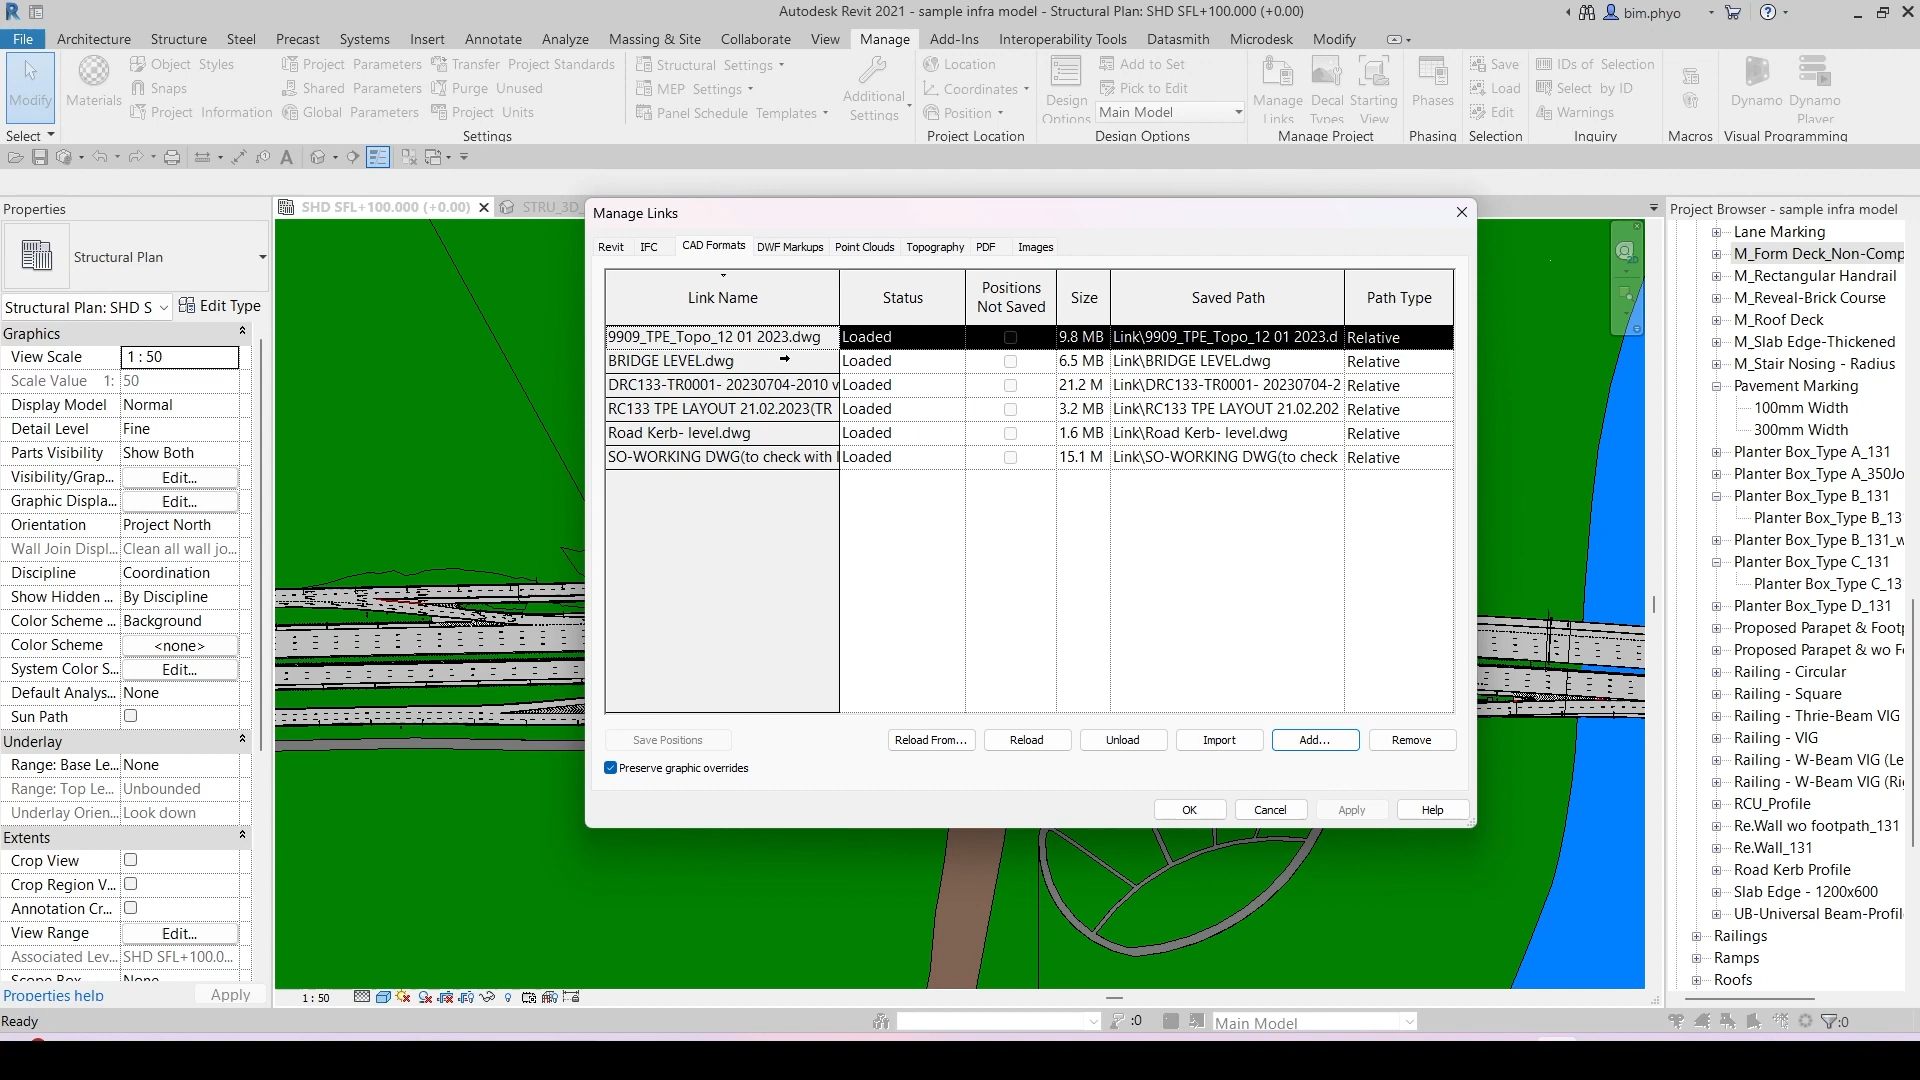 Autodesk Revit 2021 - sample infra model - Structural Plan: SHD SFL+100.000 (+0.00)
bim.phyo
File Architecture Structure Steel Precast Systems Insert Annotate Analyze Massing & Site Collaborate View Manage Add-Ins Interoperability Tools Datasmith Microdesk Modify
Modify
Materials
Object Styles
Snaps
Project Information
Project Parameters
Shared Parameters
Global Parameters
Transfer Project Standards
Purge Unused
Project Units
Structural Settings
MEP Settings
Panel Schedule Templates
Additional Settings
Location
Coordinates
Position
Design Options
Add to Set
Pick to Edit
Main Model
Manage Links
Decal Types
Starting View
Phases
Save
Load
Edit
IDs of Selection
Select by ID
Warnings
Dynamo
Dynamo Player
Select
Settings
Project Location
Design Options
Manage Project
Phasing
Selection
Inquiry
Macros
Visual Programming
Properties
Structural Plan
Structural Plan: SHD S
Edit Type
Graphics
View Scale 1 : 50
Scale Value 1: 50
Display Model Normal
Detail Level Fine
Parts Visibility Show Both
Visibility/Grap... Edit...
Graphic Displa... Edit...
Orientation Project North
Wall Join Displ... Clean all wall jo...
Discipline Coordination
Show Hidden ... By Discipline
Color Scheme ... Background
Color Scheme <none>
System Color S... Edit...
Default Analys... None
Sun Path
Underlay
Range: Base Le... None
Range: Top Le... Unbounded
Underlay Orien... Look down
Extents
Crop View
Crop Region V...
Annotation Cr...
View Range Edit...
Associated Lev... SHD SFL+100.0...
Scope Box None
Properties help
Apply
SHD SFL+100.000 (+0.00)
STRU_3D_
Manage Links
Revit IFC CAD Formats DWF Markups Point Clouds Topography PDF Images
Link Name Status Positions Not Saved Size Saved Path Path Type
9909_TPE_Topo_12 01 2023.dwg Loaded 9.8 MB Link\9909_TPE_Topo_12 01 2023.d Relative
BRIDGE LEVEL.dwg Loaded 6.5 MB Link\BRIDGE LEVEL.dwg Relative
DRC133-TR0001- 20230704-2010 v Loaded 21.2 M Link\DRC133-TR0001- 20230704-2 Relative
RC133 TPE LAYOUT 21.02.2023(TR Loaded 3.2 MB Link\RC133 TPE LAYOUT 21.02.202 Relative
Road Kerb- level.dwg Loaded 1.6 MB Link\Road Kerb- level.dwg Relative
SO-WORKING DWG(to check with Loaded 15.1 M Link\SO-WORKING DWG(to check Relative
Save Positions
Reload From...
Reload
Unload
Import
Add...
Remove
Preserve graphic overrides
OK
Cancel
Apply
Help
Project Browser - sample infra model
Lane Marking
M_Form Deck_Non-Comp
M_Rectangular Handrail
M_Reveal-Brick Course
M_Roof Deck
M_Slab Edge-Thickened
M_Stair Nosing - Radius
Pavement Marking
100mm Width
300mm Width
Planter Box_Type A_131
Planter Box_Type A_350Jo
Planter Box_Type B_131
Planter Box_Type B_13
Planter Box_Type B_131_w
Planter Box_Type C_131
Planter Box_Type C_13
Planter Box_Type D_131
Proposed Parapet & Footp
Proposed Parapet & wo F
Railing - Circular
Railing - Square
Railing - Thrie-Beam VIG
Railing - VIG
Railing - W-Beam VIG (Le
Railing - W-Beam VIG (Ri
RCU_Profile
Re.Wall wo footpath_131
Re.Wall_131
Road Kerb Profile
Slab Edge - 1200x600
UB-Universal Beam-Profil
Railings
Ramps
Roofs
1 : 50
Ready
:0
Main Model
:0